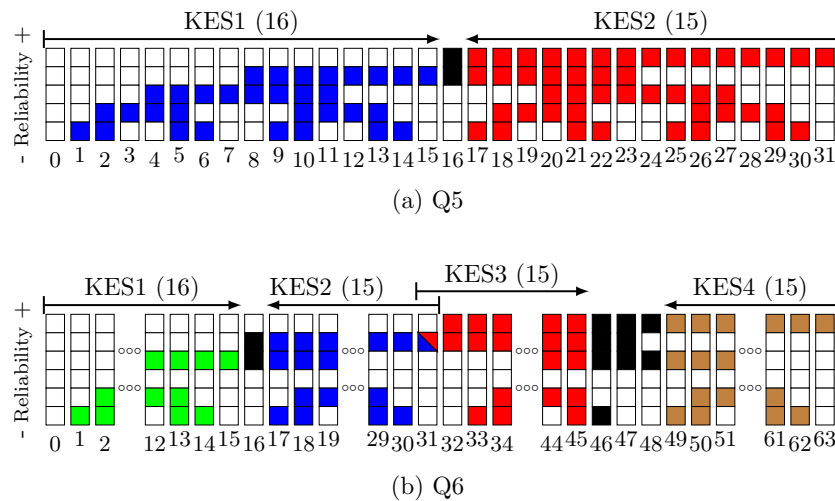 KES1 (16) KES2 (15)
- Reliability +
0 1 2 3 4 5 6 7 8 9 10 11 12 13 14 15 16 17 18 19 20 21 22 23 24 25 26 27 28 29 30 31
(a) Q5
KES1 (16) KES2 (15) KES3 (15) KES4 (15)
- Reliability +
0 1 2 12 13 14 15 16 17 18 19 29 30 31 32 33 34 44 45 46 47 48 49 50 51 61 62 63
(b) Q6